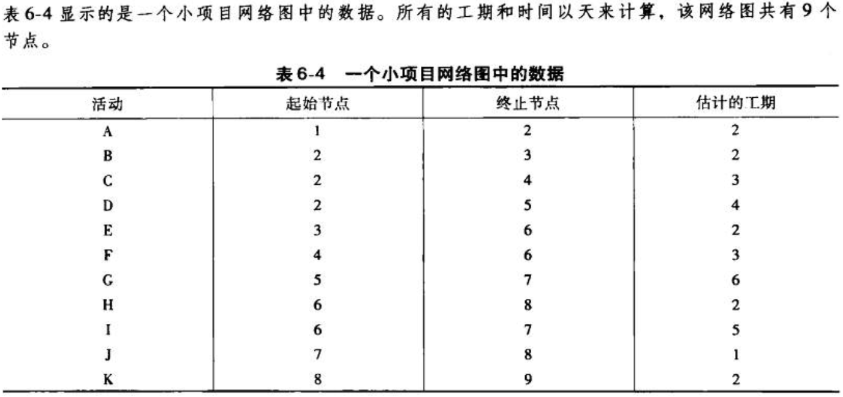 表6-4显示的是一个小项目网络图中的数据。所有的工期和时间以天来计算，该网络图共有9个
节点。
表6-4 一个小项目网络图中的数据
活动 起始节点 终止节点 估计的工期
A 1 2 2
B 2 3 2
C 2 4 3
D 2 5 4
E 3 6 2
F 4 6 3
G 5 7 6
H 6 8 2
I 6 7 5
J 7 8 1
K 8 9 2